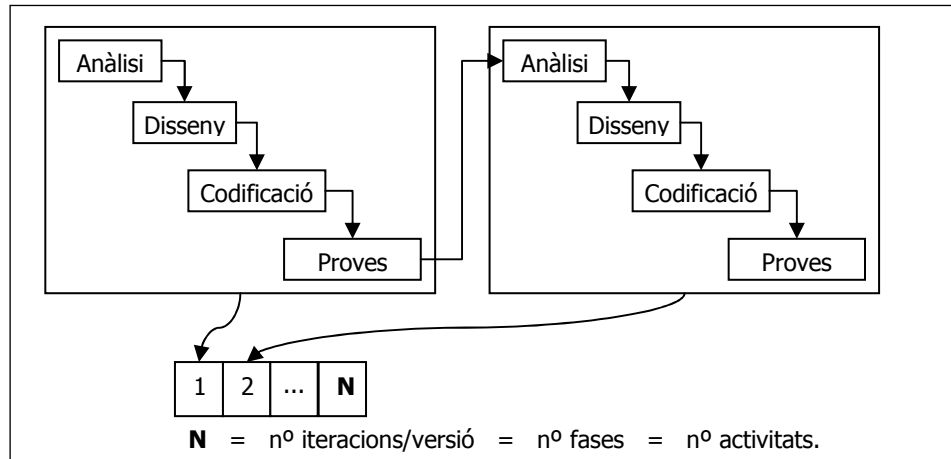 Anàlisi
Disseny
Codificació
Proves
Anàlisi
Disseny
Codificació
Proves
1 2 ... N
N = nº iteracions/versió = nº fases = nº activitats.